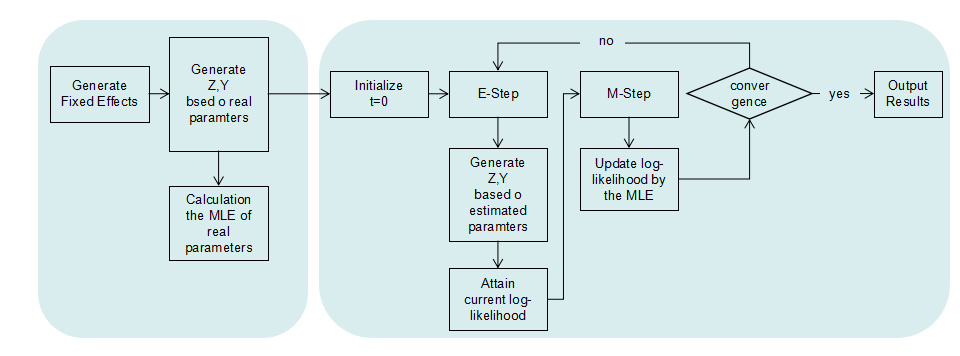 Generate
Fixed Effects
Generate
Z,Y
bsed o real
paramters
Calculation
the MLE of
real
parameters
Initialize
t=0
E-Step
Generate
Z,Y
based o
estimated
paramters
Attain
current log-
likelihood
M-Step
Update log-
likelihood by
the MLE
no
conver
gence
yes
Output
Results